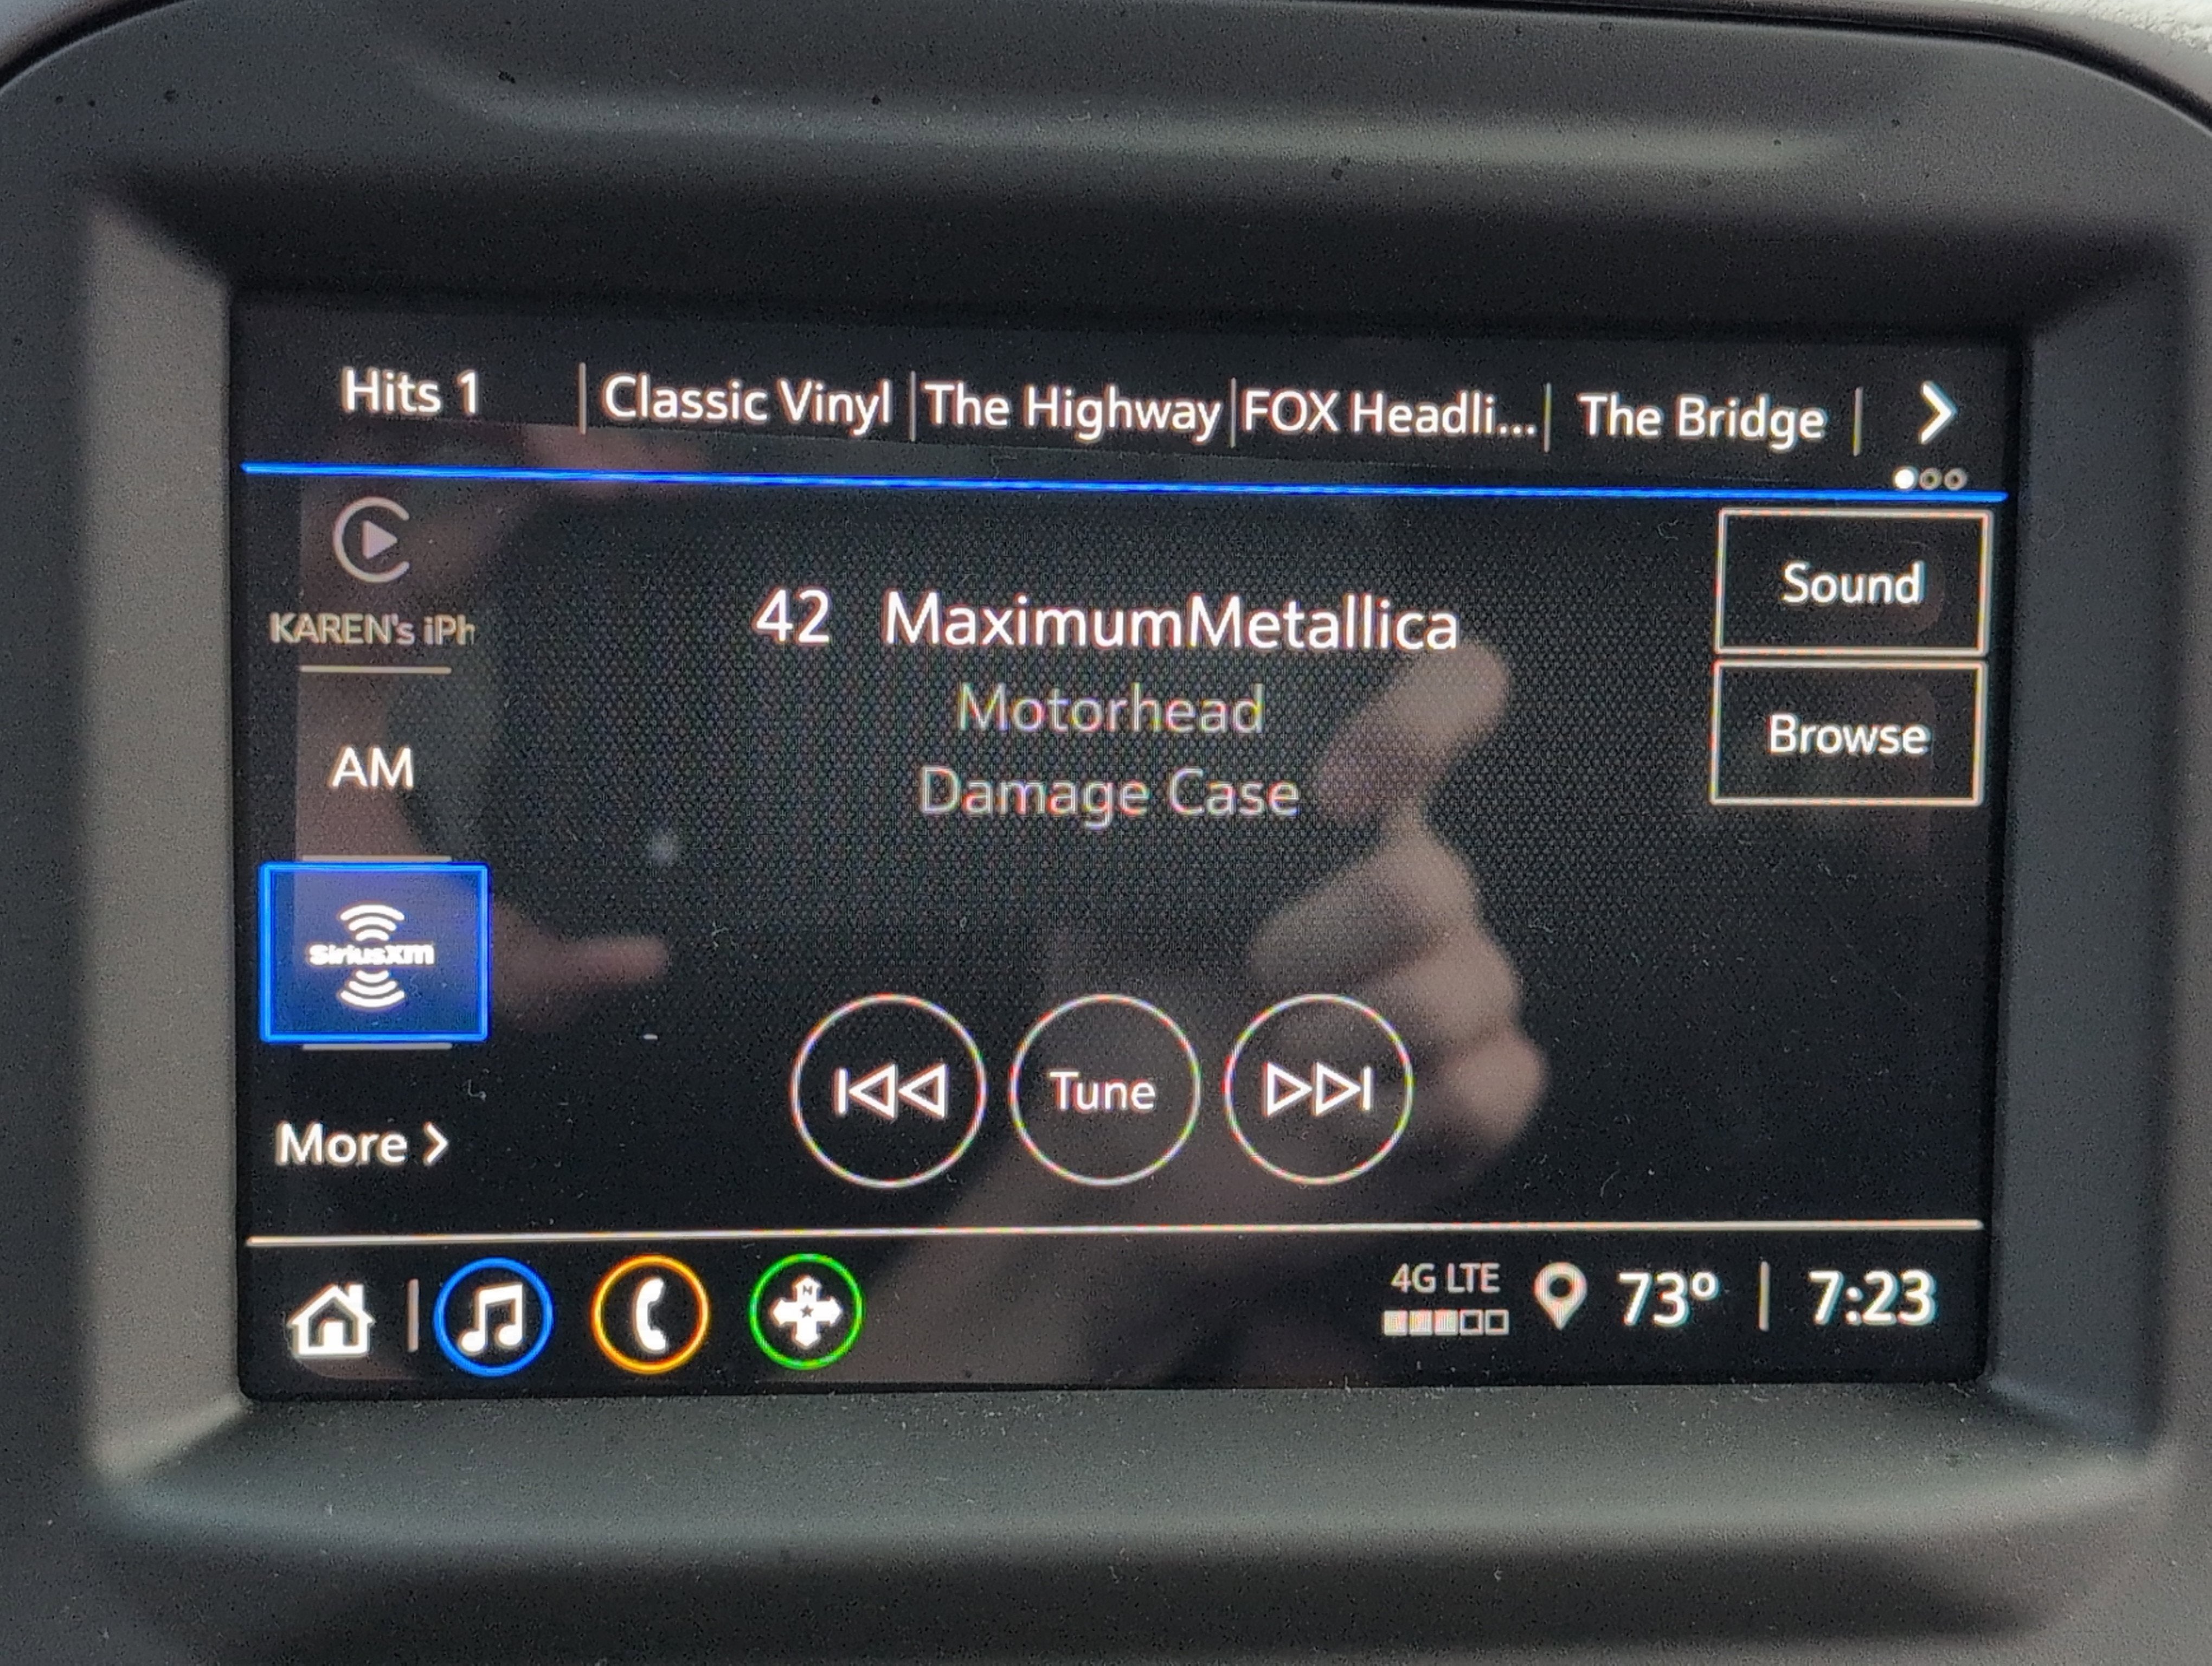 Hits 1 | Classic Vinyl | The Highway | FOX Headli... | The Bridge |
KAREN's iPh
AM
SiriusXM
More >
42 MaximumMetallica
Motorhead
Damage Case
Tune
Sound
Browse
N
4G LTE
73° | 7:23